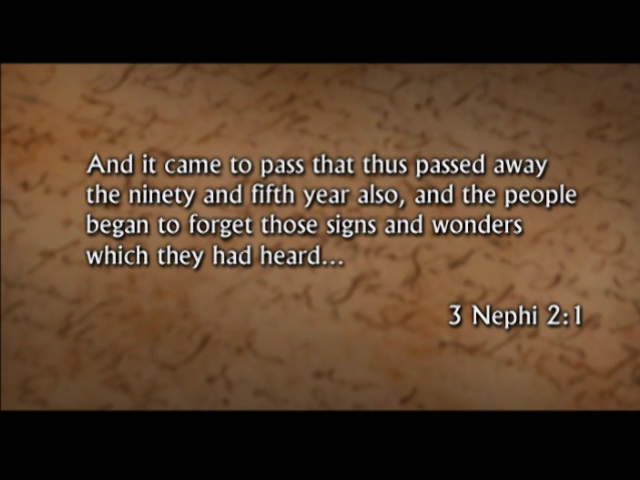 And it came to pass that thus passed away
the ninety and fifth year also, and the people
began to forget those signs and wonders
which they had heard...
3 Nephi 2:1